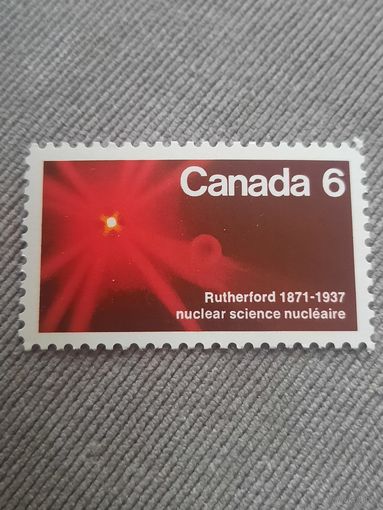 Canada 6
Rutherford 1871-1937
nuclear science nucléaire